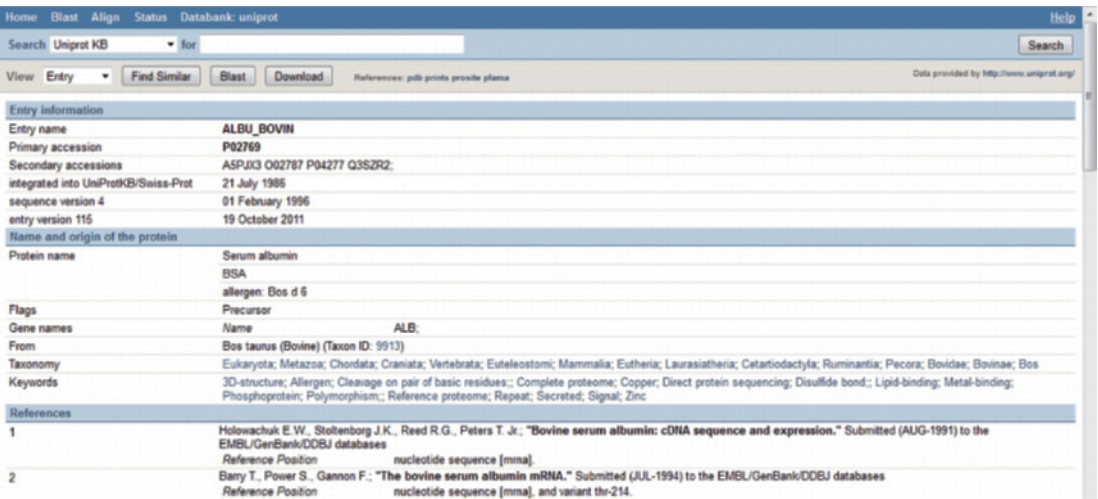 Home Blast Align Status Databank: uniprot Help
Search Uniprot KB for Search
View Entry Find Similar Blast Download References: pdb prints prosite pfama Data provided by http://www.uniprot.org/
Entry information
Entry name ALBU_BOVIN
Primary accession P02769
Secondary accessions A5PJX3 O02787 P04277 Q3SZR2;
integrated into UniProtKB/Swiss-Prot 21 July 1986
sequence version 4 01 February 1996
entry version 115 19 October 2011
Name and origin of the protein
Protein name Serum albumin
BSA
allergen: Bos d 6
Flags Precursor
Gene names Name ALB;
From Bos taurus (Bovine) (Taxon ID: 9913)
Taxonomy Eukaryota; Metazoa; Chordata; Craniata; Vertebrata; Euteleostomi; Mammalia; Eutheria; Laurasiatheria; Cetartiodactyla; Ruminantia; Pecora; Bovidae; Bovinae; Bos
Keywords 3D-structure; Allergen; Cleavage on pair of basic residues;; Complete proteome; Copper; Direct protein sequencing; Disulfide bond;; Lipid-binding; Metal-binding;
Phosphoprotein; Polymorphism;; Reference proteome; Repeat; Secreted; Signal; Zinc
References
1 Holowachuk E.W., Stoltenborg J.K., Reed R.G., Peters T. Jr.; "Bovine serum albumin: cDNA sequence and expression." Submitted (AUG-1991) to the
EMBL/GenBank/DDBJ databases
Reference Position nucleotide sequence [mrna].
2 Barry T., Power S., Gannon F.; "The bovine serum albumin mRNA." Submitted (JUL-1994) to the EMBL/GenBank/DDBJ databases
Reference Position nucleotide sequence [mrna], and variant thr-214.